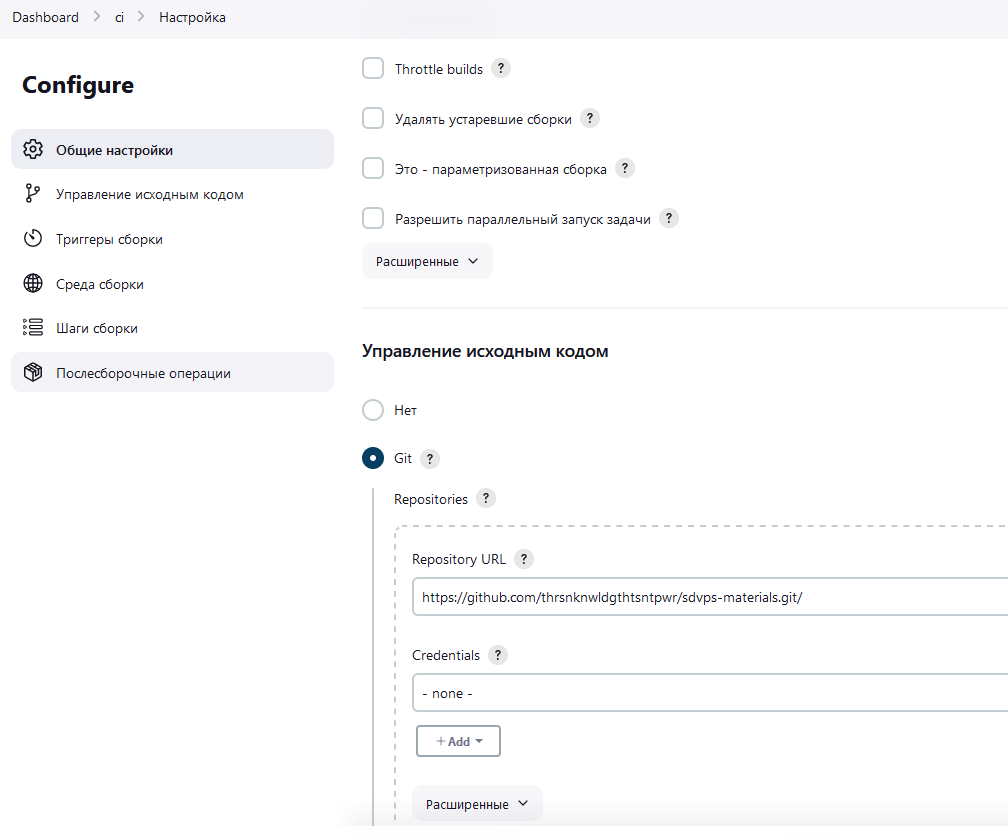 Dashboard > ci > Настройка
Configure
Общие настройки
Управление исходным кодом
Триггеры сборки
Среда сборки
Шаги сборки
Послесборочные операции
Throttle builds ?
Удалять устаревшие сборки ?
Это - параметризованная сборка ?
Разрешить параллельный запуск задачи ?
Расширенные
Управление исходным кодом
Нет
Git ?
Repositories ?
Repository URL ?
https://github.com/thrsnknwldgthtsntpwr/sdvps-materials.git/
Credentials ?
- none -
+ Add
Расширенные